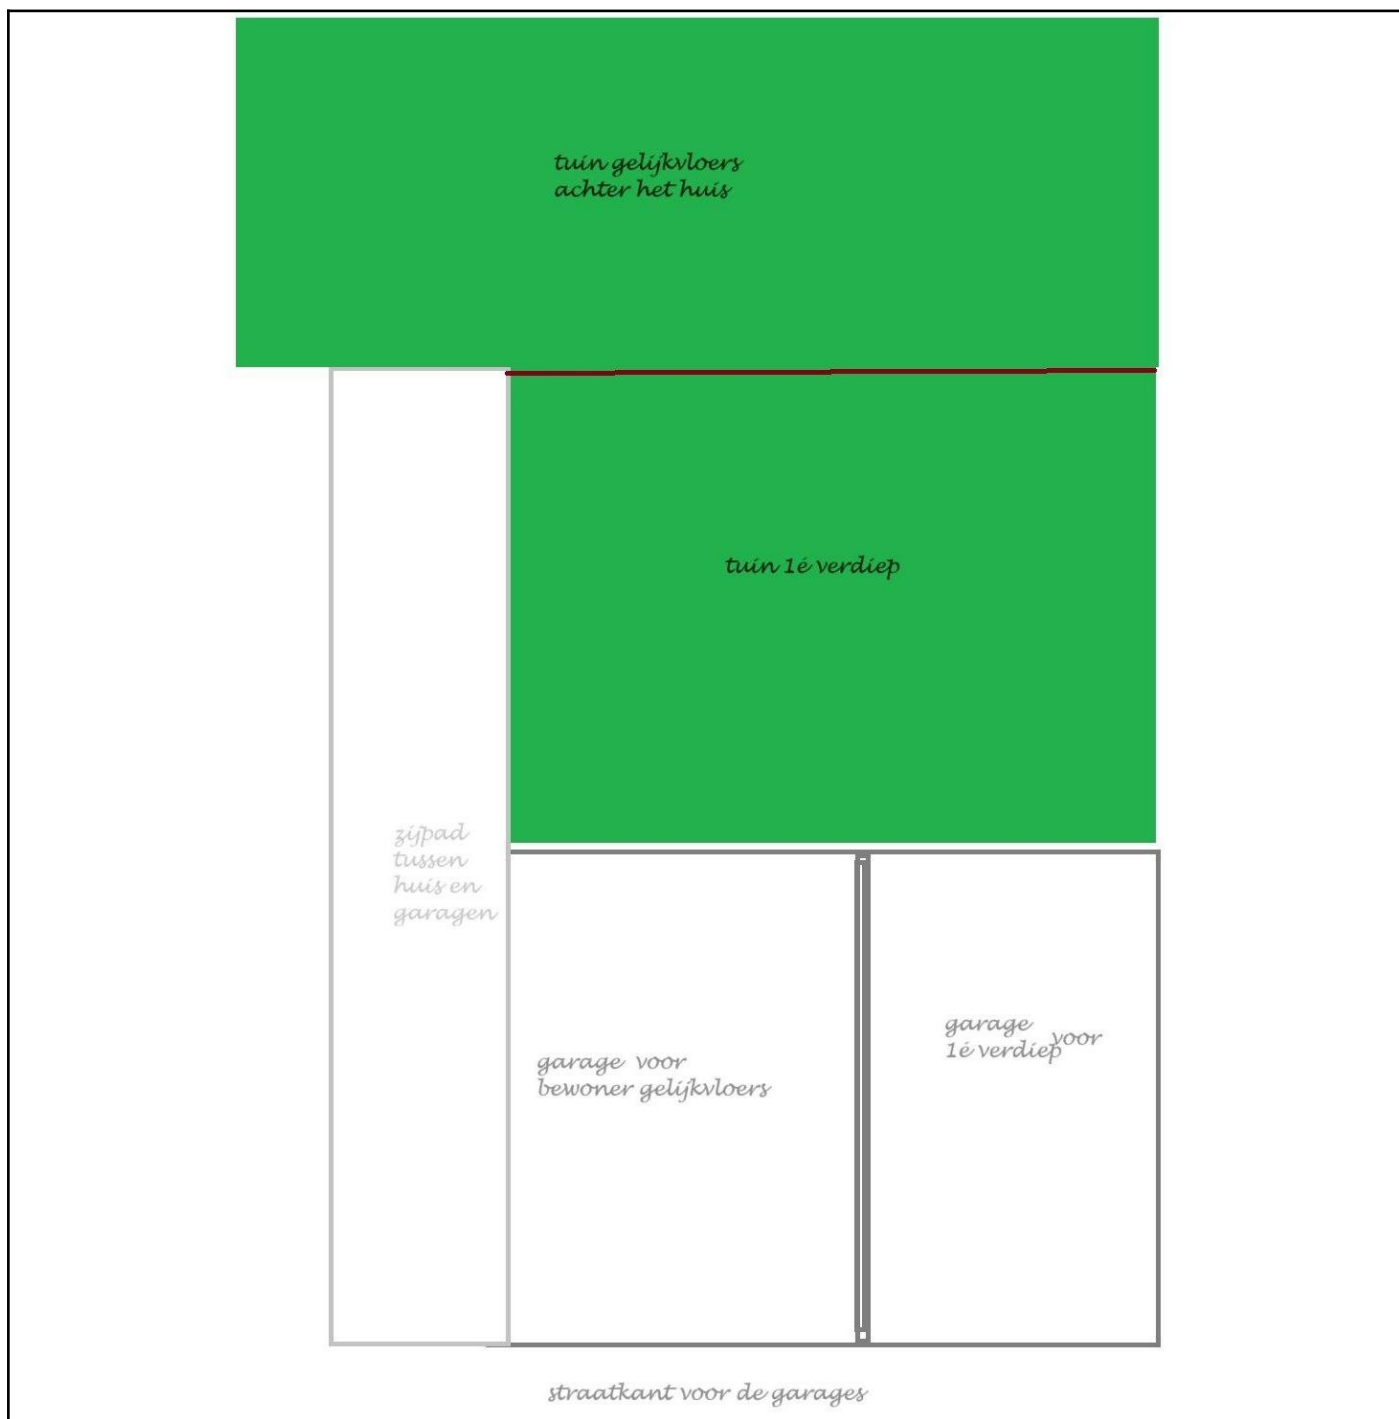 tuin gelijkvloers
achter het huis
tuin 1é verdiep
zijpad
tussen
huis en
garagen
garage voor
bewoner gelijkvloers
garage voor
1é verdiep
straatkant voor de garages